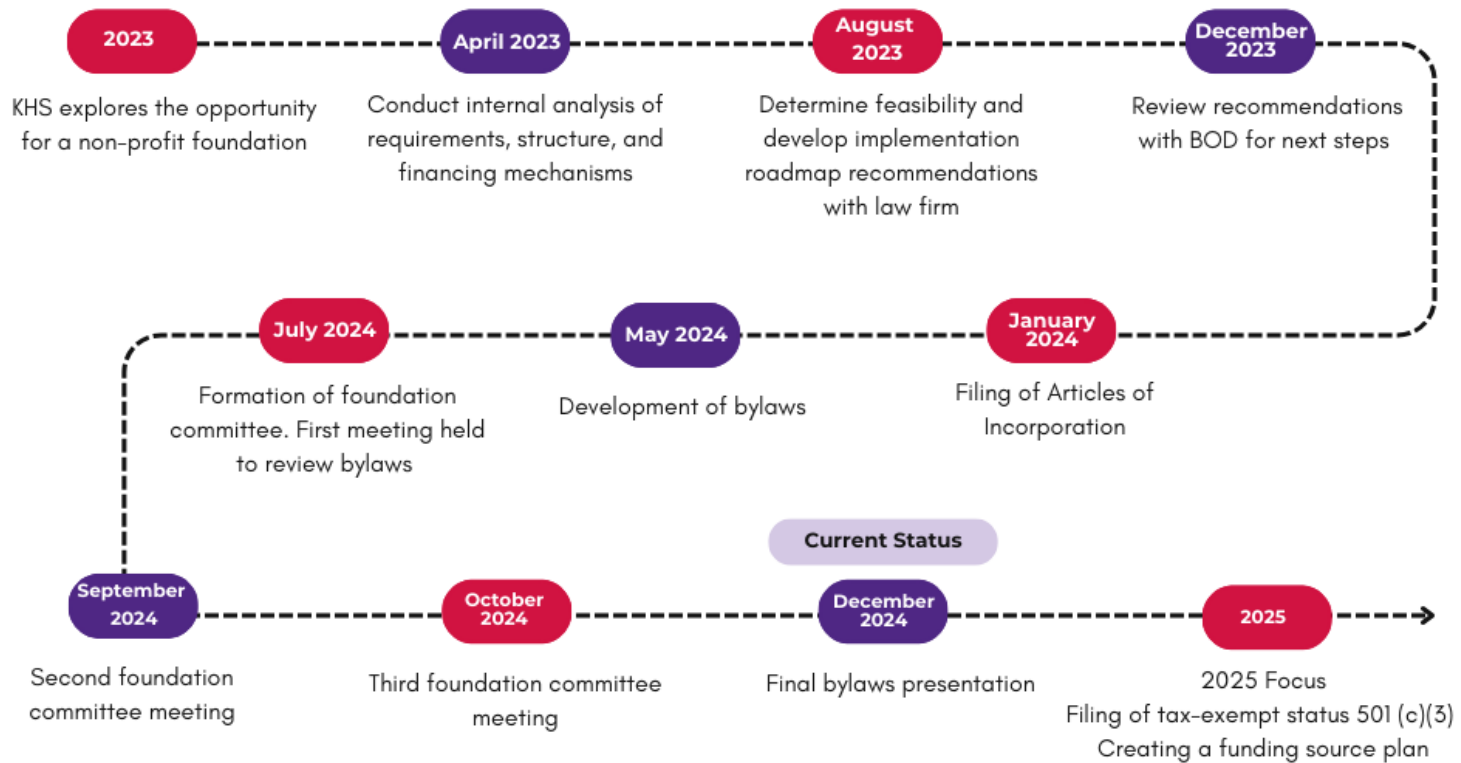 2023
KHS explores the opportunity
for a non-profit foundation
April 2023
Conduct internal analysis of
requirements, structure, and
financing mechanisms
August
2023
Determine feasibility and
develop implementation
roadmap recommendations
with law firm
December
2023
Review recommendations
with BOD for next steps
January
2024
Filing of Articles of
Incorporation
May 2024
Development of bylaws
July 2024
Formation of foundation
committee. First meeting held
to review bylaws
September
2024
Second foundation
committee meeting
October
2024
Third foundation committee
meeting
Current Status
December
2024
Final bylaws presentation
2025
2025 Focus
Filing of tax-exempt status 501 (c)(3)
Creating a funding source plan